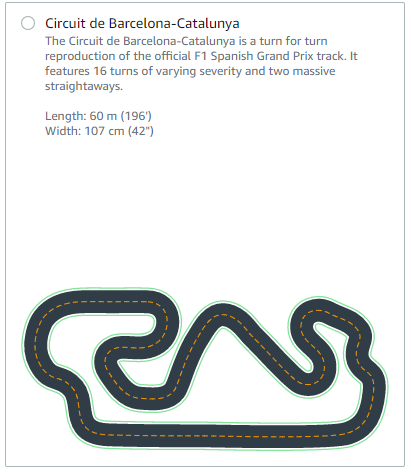 Circuit de Barcelona-Catalunya
The Circuit de Barcelona-Catalunya is a turn for turn
reproduction of the official F1 Spanish Grand Prix track. It
features 16 turns of varying severity and two massive
straightaways.
Length: 60 m (196')
Width: 107 cm (42")